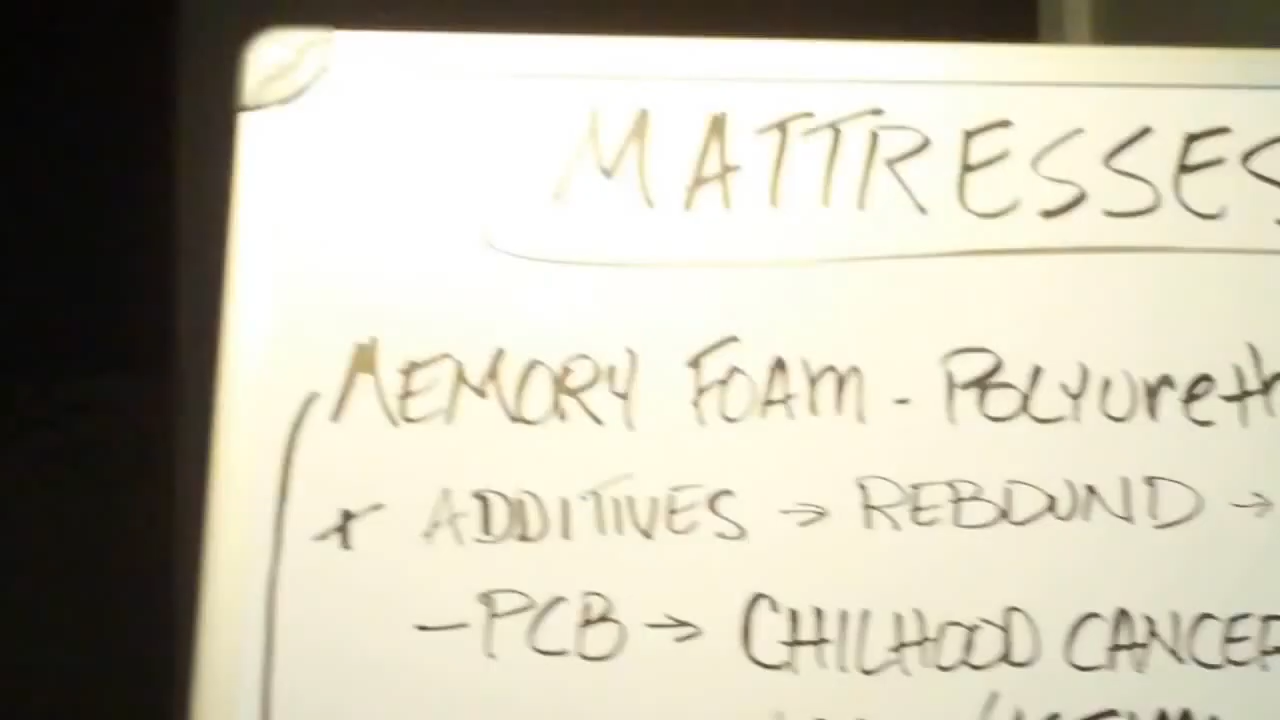 MATTRESSES
MEMORY FOAM - POLYureth
+ ADDITIVES → REBOUND →
- PCB → CHILHOOD CANCER